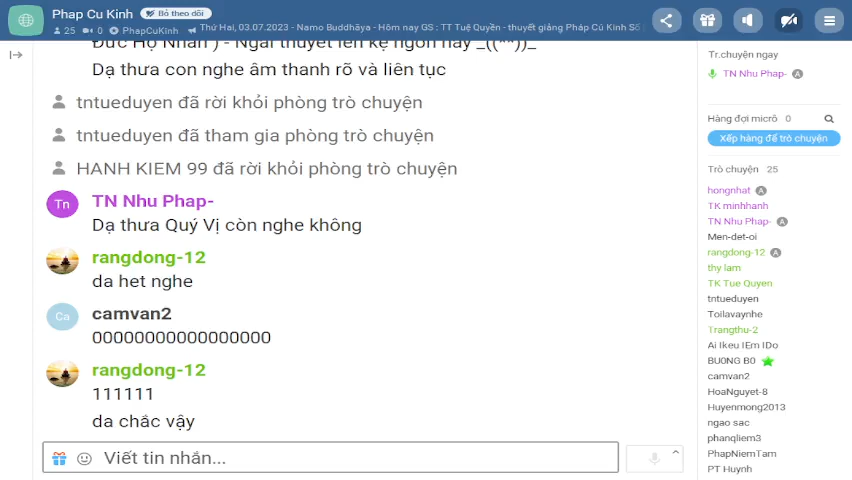 Phap Cu Kinh
Bỏ theo dõi
25 0 PhapCuKinh Thứ Hai, 03.07.2023 - Namo Buddhāya - Hôm nay GS : TT Tuệ Quyền - thuyết giảng Pháp Cú Kinh Số
Đức Hộ Nhẫn ) - Ngài thuyết lên kệ ngôn này _((**))_
Dạ thưa con nghe âm thanh rõ và liên tục
tntueduyen đã rời khỏi phòng trò chuyện
tntueduyen đã tham gia phòng trò chuyện
HANH KIEM 99 đã rời khỏi phòng trò chuyện
Tn
TN Nhu Phap-
Dạ thưa Quý Vị còn nghe không
rangdong-12
da het nghe
Ca
camvan2
00000000000000000
rangdong-12
111111
da chắc vậy
Viết tin nhắn...
Tr.chuyện ngay
TN Nhu Phap- A
Hàng đợi micrô 0
Xếp hàng để trò chuyện
Trò chuyện 25
hongnhat A
TK minhhanh
TN Nhu Phap- A
Men-det-oi
rangdong-12 A
thy lam
TK Tue Quyen
tntueduyen
Toilavaynhe
Trangthu-2
Ai Ikeu IEm IDo
BU0NG B0
camvan2
HoaNguyet-8
Huyenmong2013
ngao sac
phanqliem3
PhapNiemTam
PT Huynh